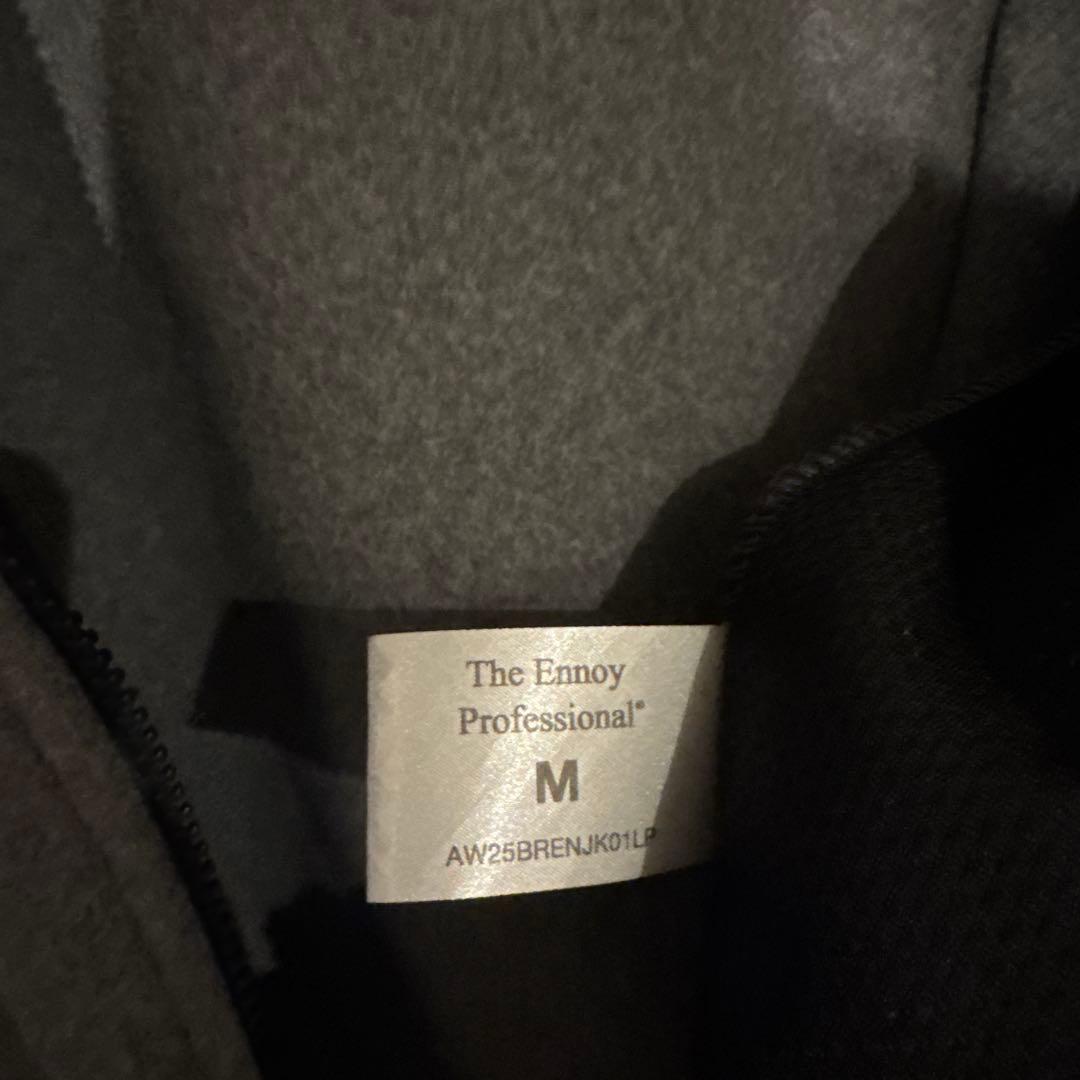 The Ennoy
Professional®
M
AW25BRENJK01LP